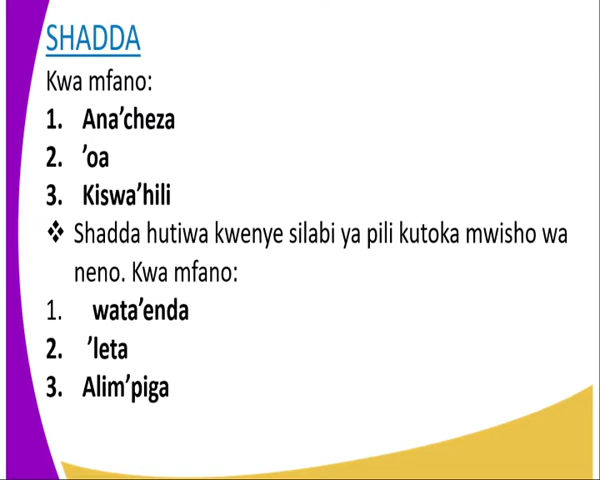 SHADDA
Kwa mfano:
1. Ana’cheza
2. ’oa
3. Kiswa’hili
❖ Shadda hutiwa kwenye silabi ya pili kutoka mwisho wa
neno. Kwa mfano:
1. wata’enda
2. ’leta
3. Alim’piga